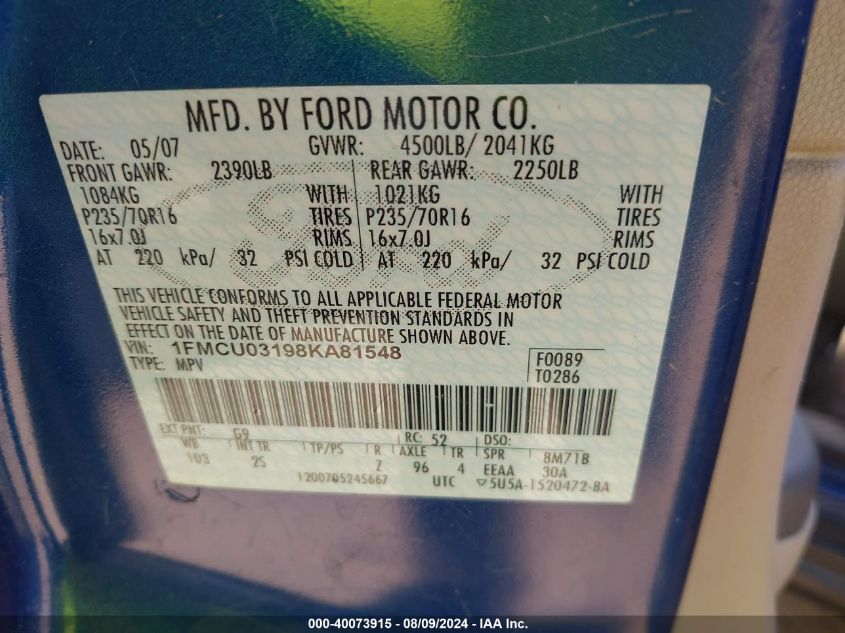 MFD. BY FORD MOTOR CO.
DATE: 05/07 GVWR: 4500LB/ 2041KG
FRONT GAWR: 2390LB REAR GAWR: 2250LB
1084KG WITH 1021KG WITH
P235/70R16 TIRES P235/70R16 TIRES
16x7.0J RIMS 16x7.0J RIMS
AT 220 kPa/ 32 PSI COLD AT 220 kPa/ 32 PSI COLD
THIS VEHICLE CONFORMS TO ALL APPLICABLE FEDERAL MOTOR
VEHICLE SAFETY AND THEFT PREVENTION STANDARDS IN
EFFECT ON THE DATE OF MANUFACTURE SHOWN ABOVE.
VIN: 1FMCU03198KA81548 F0089
TYPE: MPV T0286
EXT PNT: G9 RC: 52 DSO:
WB INT TR TP/PS R AXLE TR SPR 8M71B
103 2S Z 96 4 EEAA 30A
1200705245667 UTC ▽5U5A-1520472-BA
Ford
000-40073915 - 08/09/2024 - IAA Inc.